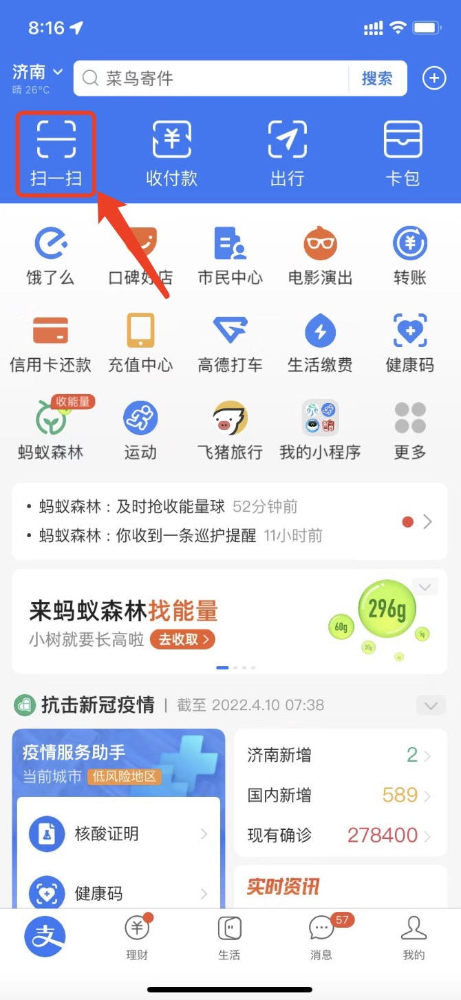 8:16
济南
晴 26°C
菜鸟寄件
搜索
扫一扫
收付款
出行
卡包
饿了么
口碑好店
市民中心
电影演出
转账
信用卡还款
充值中心
高德打车
生活缴费
健康码
收能量
蚂蚁森林
运动
飞猪旅行
我的小程序
更多
• 蚂蚁森林：及时抢收能量球 52分钟前
• 蚂蚁森林：你收到一条巡护提醒 11小时前
来蚂蚁森林找能量
小树就要长高啦 去收取 >
296g
60g
5g
20g
抗击新冠疫情 | 截至 2022.4.10 07:38
疫情服务助手
当前城市 低风险地区
核酸证明
健康码
济南新增 2
国内新增 589
现有确诊 278400
实时资讯
支
理财
生活
57
消息
我的